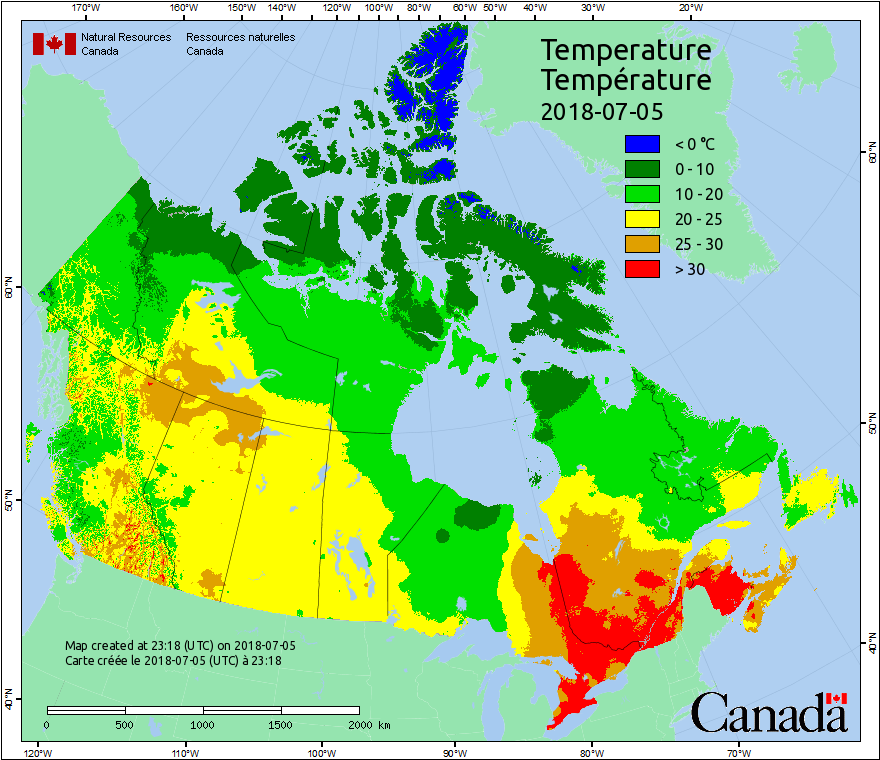 170°W 160°W 150°W 140°W 130°W 120°W 110°W 100°W 80°W 60°W 50°W 40°W 30°W 20°W
Natural Resources Canada
Ressources naturelles Canada
Temperature
Température
2018-07-05
< 0 °C
0 - 10
10 - 20
20 - 25
25 - 30
> 30
60°N
60°N
50°N
50°N
40°N
40°N
Map created at 23:18 (UTC) on 2018-07-05
Carte créée le 2018-07-05 (UTC) à 23:18
0 500 1000 1500 2000 km
Canada
120°W 110°W 100°W 90°W 80°W 70°W